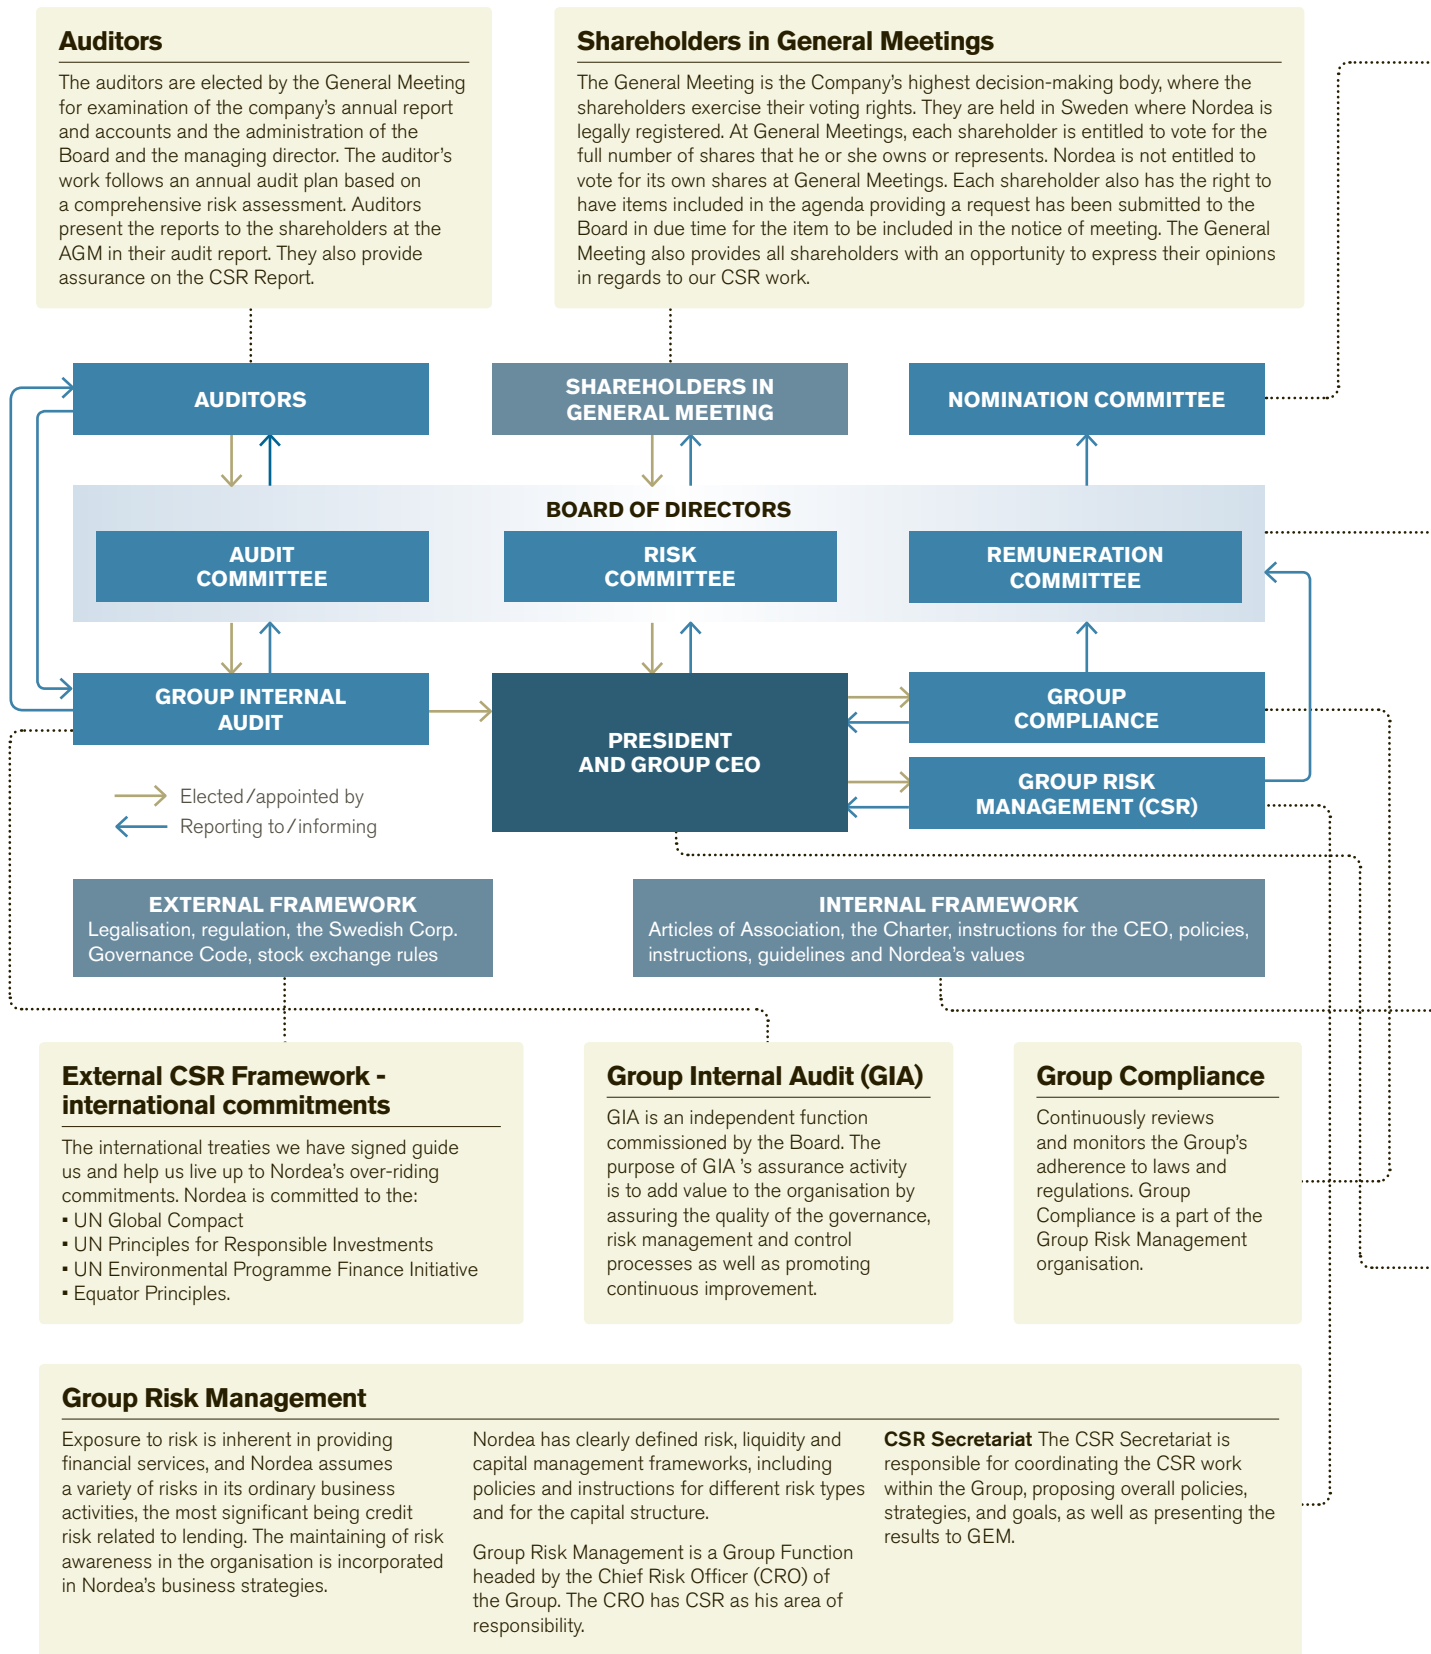 Auditors
The auditors are elected by the General Meeting
for examination of the company's annual report
and accounts and the administration of the
Board and the managing director. The auditor's
work follows an annual audit plan based on
a comprehensive risk assessment. Auditors
present the reports to the shareholders at the
AGM in their audit report. They also provide
assurance on the CSR Report.
Shareholders in General Meetings
The General Meeting is the Company's highest decision-making body, where the
shareholders exercise their voting rights. They are held in Sweden where Nordea is
legally registered. At General Meetings, each shareholder is entitled to vote for the
full number of shares that he or she owns or represents. Nordea is not entitled to
vote for its own shares at General Meetings. Each shareholder also has the right to
have items included in the agenda providing a request has been submitted to the
Board in due time for the item to be included in the notice of meeting. The General
Meeting also provides all shareholders with an opportunity to express their opinions
in regards to our CSR work.
AUDITORS
SHAREHOLDERS IN
GENERAL MEETING
NOMINATION COMMITTEE
BOARD OF DIRECTORS
AUDIT
COMMITTEE
RISK
COMMITTEE
REMUNERATION
COMMITTEE
GROUP INTERNAL
AUDIT
PRESIDENT
AND GROUP CEO
GROUP
COMPLIANCE
GROUP RISK
MANAGEMENT (CSR)
Elected/appointed by
Reporting to/informing
EXTERNAL FRAMEWORK
Legalisation, regulation, the Swedish Corp.
Governance Code, stock exchange rules
INTERNAL FRAMEWORK
Articles of Association, the Charter, instructions for the CEO, policies,
instructions, guidelines and Nordea's values
External CSR Framework -
international commitments
The international treaties we have signed guide
us and help us live up to Nordea's over-riding
commitments. Nordea is committed to the:
▪ UN Global Compact
▪ UN Principles for Responsible Investments
▪ UN Environmental Programme Finance Initiative
▪ Equator Principles.
Group Internal Audit (GIA)
GIA is an independent function
commissioned by the Board. The
purpose of GIA 's assurance activity
is to add value to the organisation by
assuring the quality of the governance,
risk management and control
processes as well as promoting
continuous improvement.
Group Compliance
Continuously reviews
and monitors the Group's
adherence to laws and
regulations. Group
Compliance is a part of the
Group Risk Management
organisation.
Group Risk Management
Exposure to risk is inherent in providing
financial services, and Nordea assumes
a variety of risks in its ordinary business
activities, the most significant being credit
risk related to lending. The maintaining of risk
awareness in the organisation is incorporated
in Nordea's business strategies.
Nordea has clearly defined risk, liquidity and
capital management frameworks, including
policies and instructions for different risk types
and for the capital structure.
Group Risk Management is a Group Function
headed by the Chief Risk Officer (CRO) of
the Group. The CRO has CSR as his area of
responsibility.
CSR Secretariat The CSR Secretariat is
responsible for coordinating the CSR work
within the Group, proposing overall policies,
strategies, and goals, as well as presenting the
results to GEM.